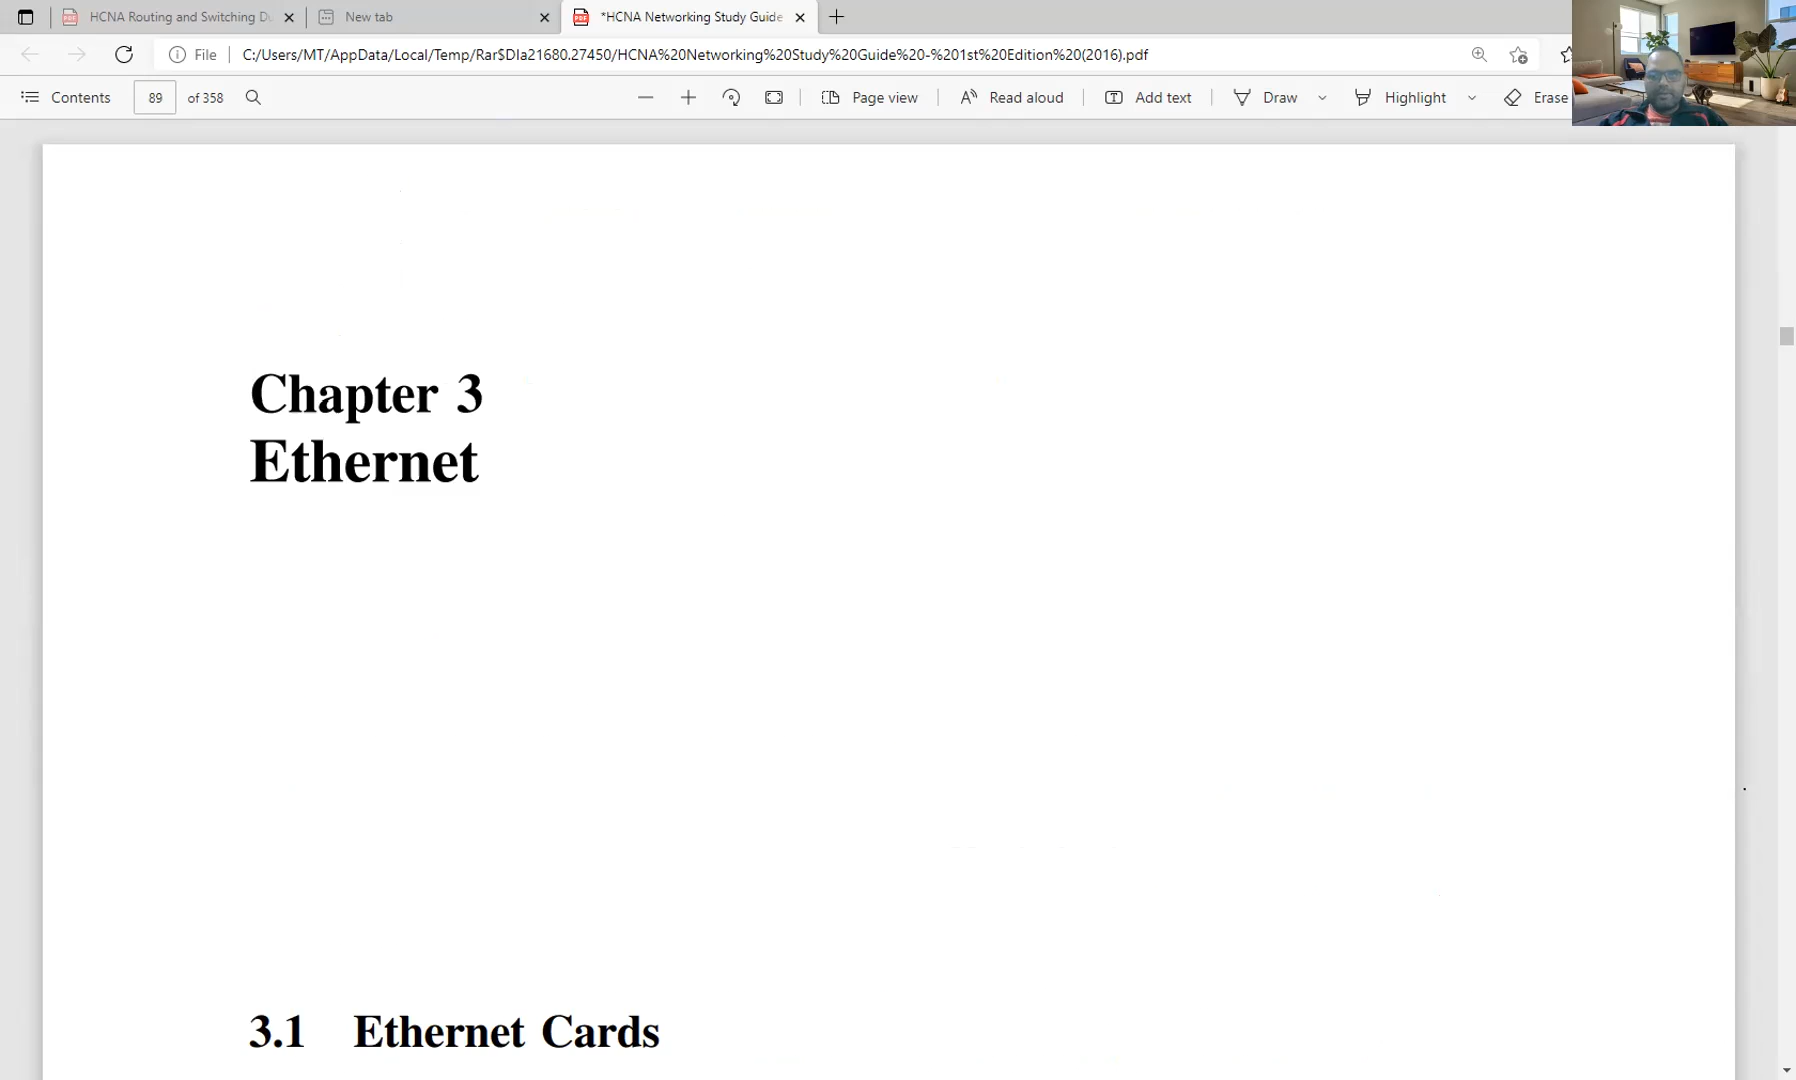 HCNA Routing and Switching Du
New tab
*HCNA Networking Study Guide
File
C:/Users/MT/AppData/Local/Temp/Rar$DIa21680.27450/HCNA%20Networking%20Study%20Guide%20-%201st%20Edition%20(2016).pdf
Contents
89
of 358
Page view
Read aloud
Add text
Draw
Highlight
Erase
Chapter 3
Ethernet
3.1 Ethernet Cards